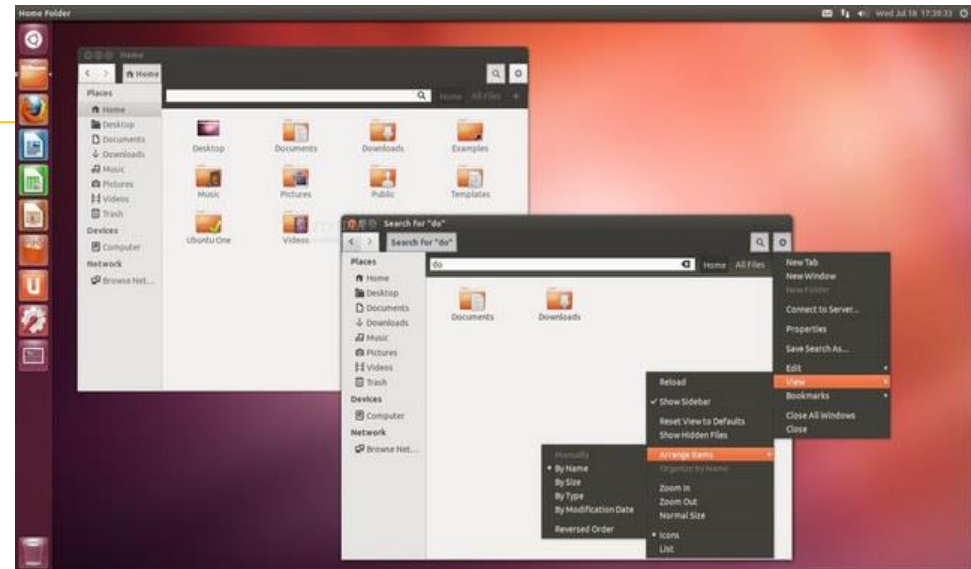 Home Folder
Wed Jul 18 17:39:33
Home
Home
Places
Home
Desktop
Documents
Downloads
Music
Pictures
Videos
Trash
Devices
Computer
Network
Browse Net...
Home All Files +
Desktop Documents Downloads Examples
Music Pictures Public Templates
Ubuntu One Videos
Search for "do"
Search for "do"
Places
Home
Desktop
Documents
Downloads
Music
Pictures
Videos
Trash
Devices
Computer
Network
Browse Net...
do
Home All Files
Documents Downloads
New Tab
New Window
New Folder
Connect to Server...
Properties
Save Search As...
Edit
View
Bookmarks
Close All Windows
Close
Reload
Show Sidebar
Reset View to Defaults
Show Hidden Files
Arrange Items
Organize by Name
Zoom In
Zoom Out
Normal Size
Icons
List
Manually
By Name
By Size
By Type
By Modification Date
Reversed Order